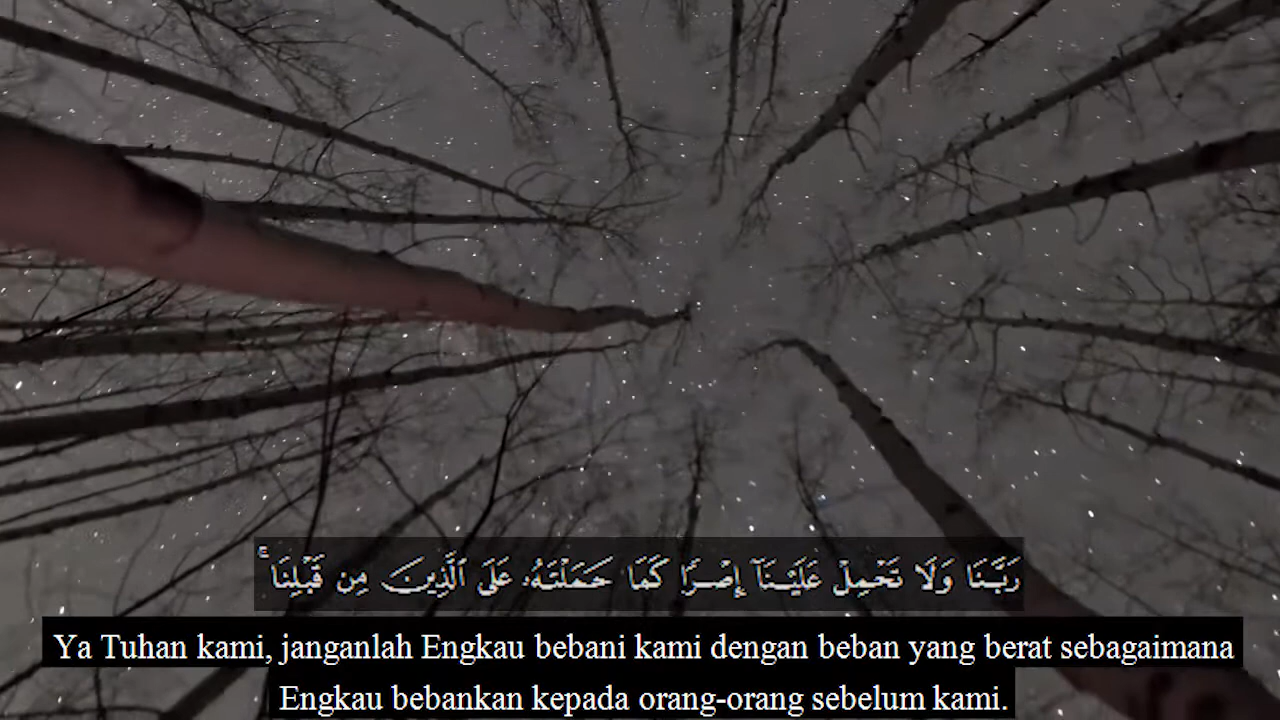 رَبَّنَا وَلَا تَحْمِلْ عَلَيْنَآ إِصْرًا كَمَا حَمَلْتَهُۥ عَلَى ٱلَّذِينَ مِن قَبْلِنَا ۚ
Ya Tuhan kami, janganlah Engkau bebani kami dengan beban yang berat sebagaimana
Engkau bebankan kepada orang-orang sebelum kami.